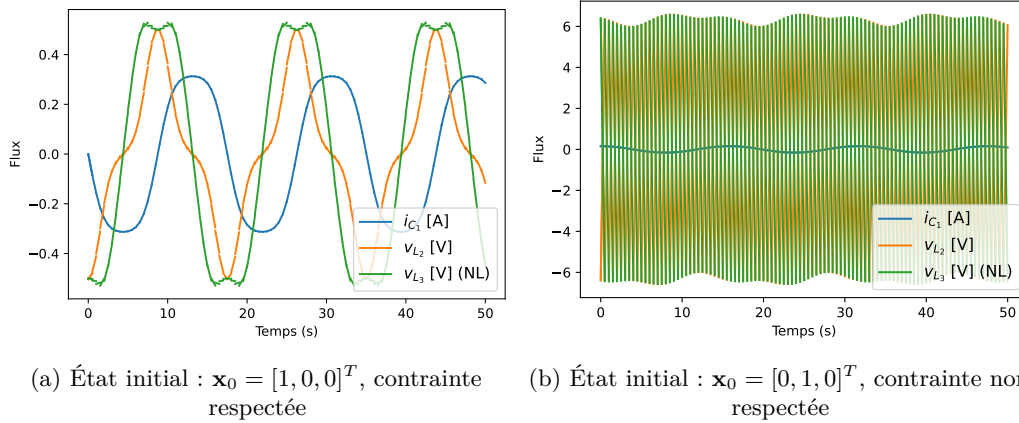 0.4
0.2
0.0
−0.2
−0.4
Flux
i_{C_1} [A]
v_{L_2} [V]
v_{L_3} [V] (NL)
0 10 20 30 40 50
Temps (s)
6
4
2
0
−2
−4
−6
Flux
i_{C_1} [A]
v_{L_2} [V]
v_{L_3} [V] (NL)
0 10 20 30 40 50
Temps (s)
(a) État initial : x_0 = [1, 0, 0]^T, contrainte
respectée
(b) État initial : x_0 = [0, 1, 0]^T, contrainte no
respectée